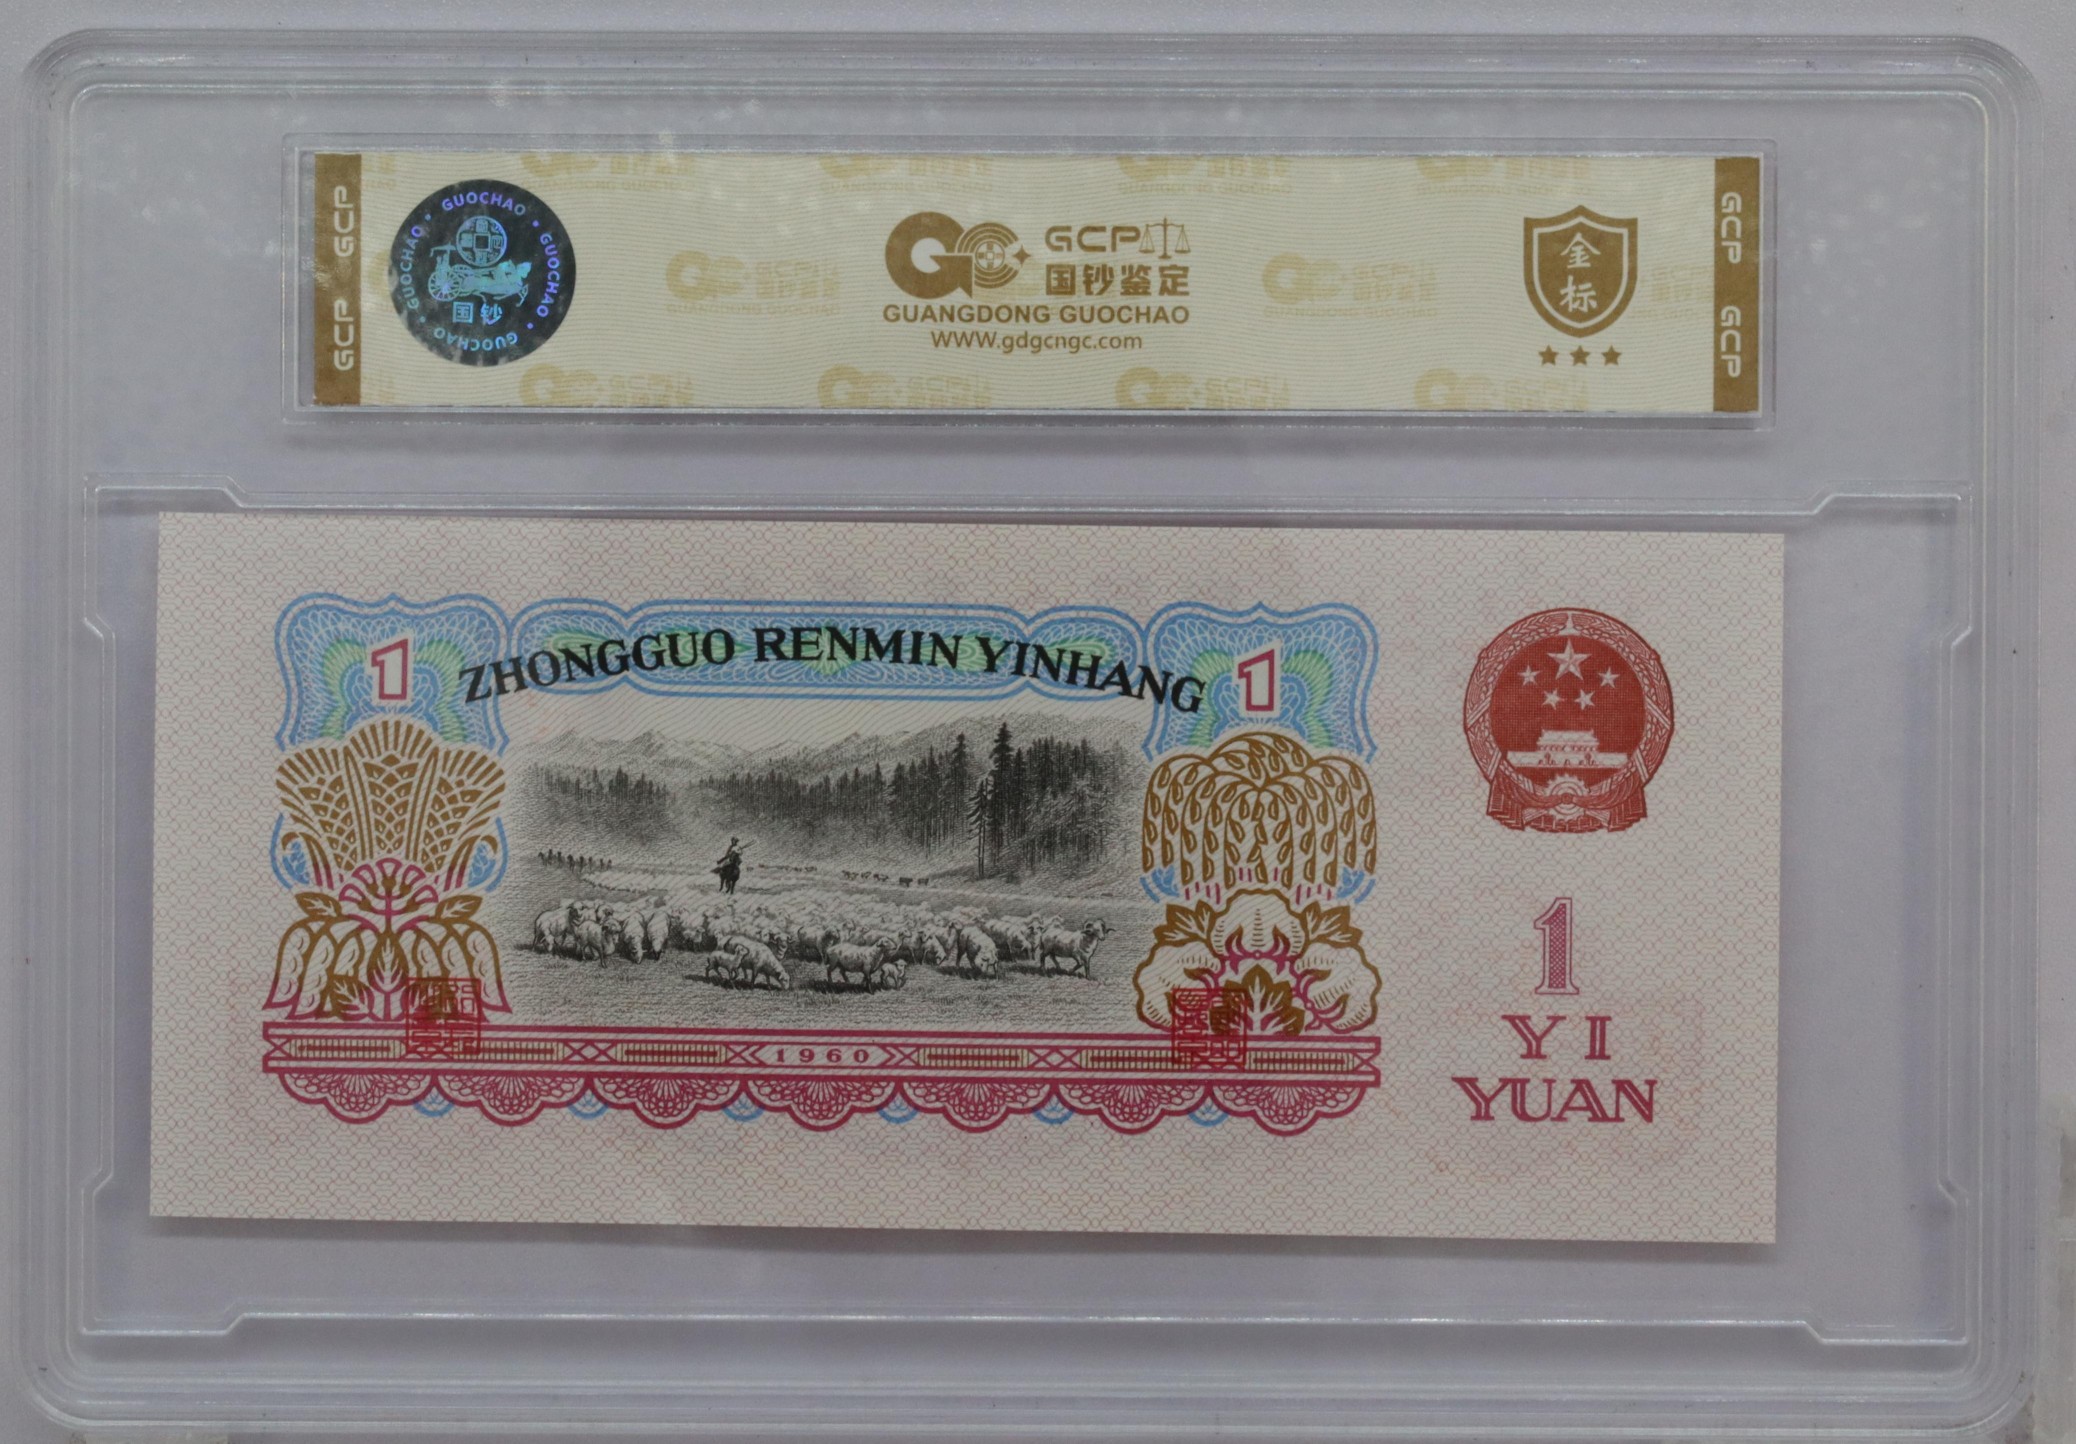 GCP GCP
GUOCHAO · GUOCHAO · GUOCHAO · GUOCHAO ·
国钞
GC GCP
国钞鉴定
GUANGDONG GUOCHAO
WWW.gdgcngc.com
金
标
GCP GCP
1 ZHONGGUO RENMIN YINHANG 1
1
YI
YUAN
1960